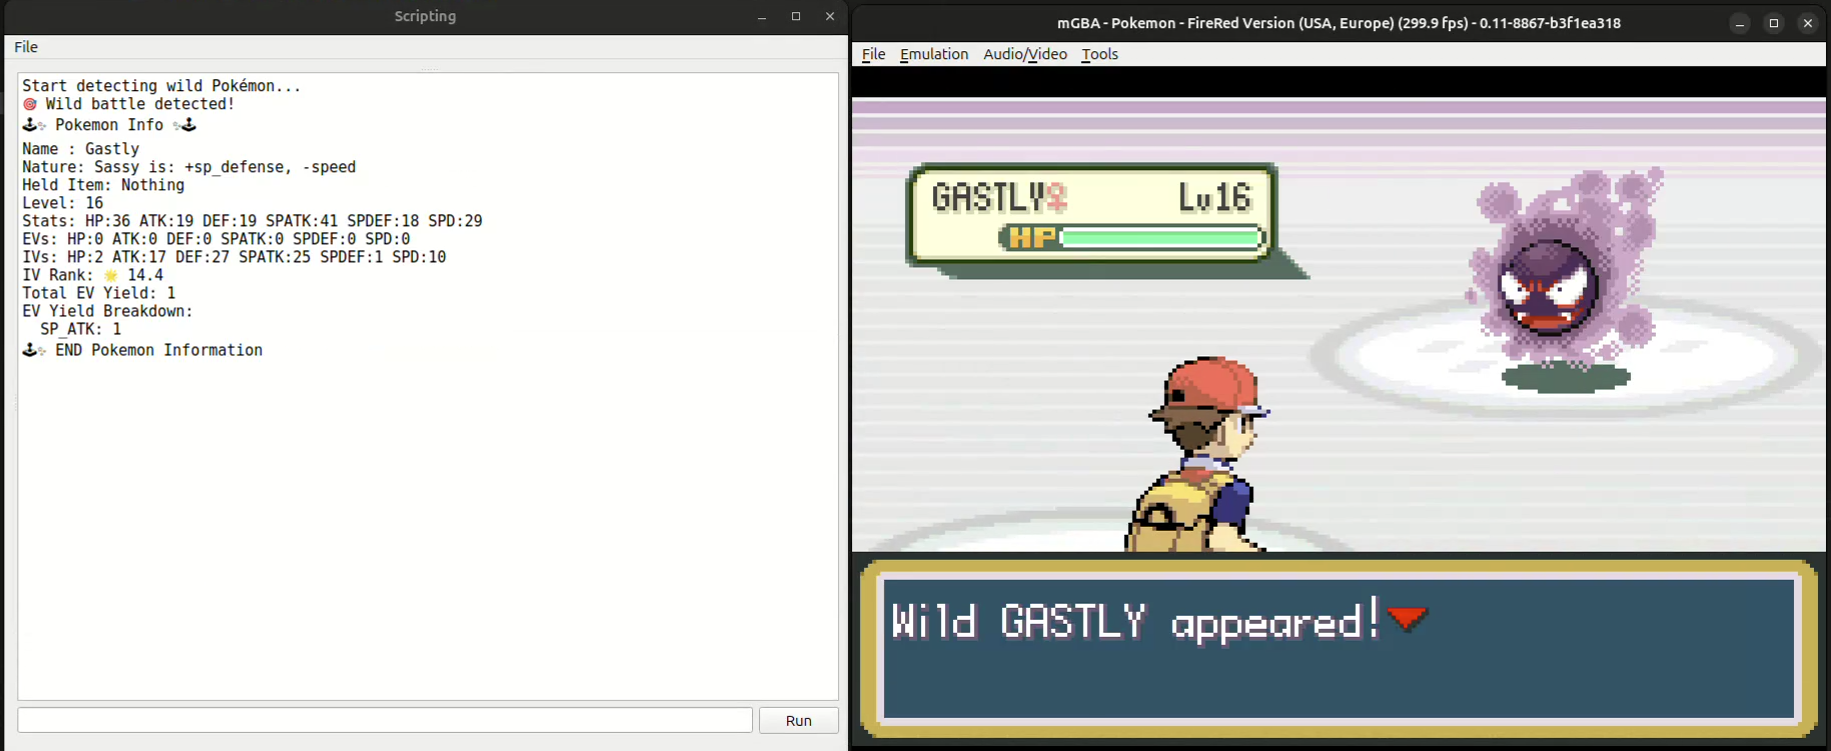 Scripting
File
Start detecting wild Pokémon...
🎯 Wild battle detected!
🕹✨ Pokemon Info ✨🕹
Name : Gastly
Nature: Sassy is: +sp_defense, -speed
Held Item: Nothing
Level: 16
Stats: HP:36 ATK:19 DEF:19 SPATK:41 SPDEF:18 SPD:29
EVs: HP:0 ATK:0 DEF:0 SPATK:0 SPDEF:0 SPD:0
IVs: HP:2 ATK:17 DEF:27 SPATK:25 SPDEF:1 SPD:10
IV Rank: 🌟 14.4
Total EV Yield: 1
EV Yield Breakdown:
SP_ATK: 1
🕹✨ END Pokemon Information
Run
mGBA - Pokemon - FireRed Version (USA, Europe) (299.9 fps) - 0.11-8867-b3f1ea318
File Emulation Audio/Video Tools
GASTLY♀ Lv16
HP
Wild GASTLY appeared!